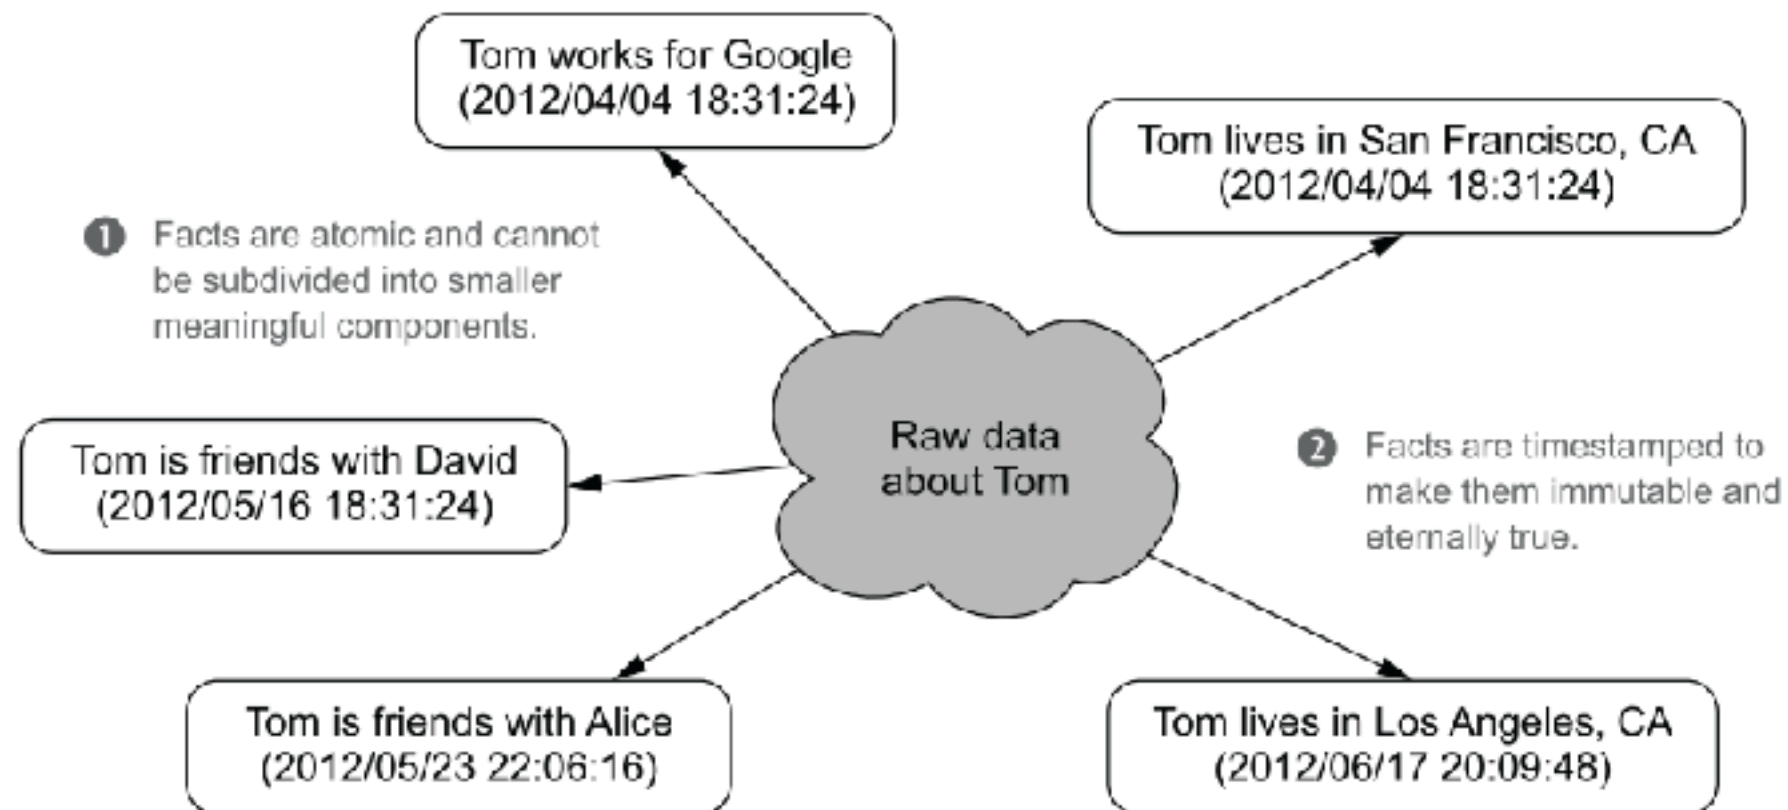 Tom works for Google
(2012/04/04 18:31:24)
Tom lives in San Francisco, CA
(2012/04/04 18:31:24)
1 Facts are atomic and cannot
be subdivided into smaller
meaningful components.
Raw data
about Tom
Tom is friends with David
(2012/05/16 18:31:24)
2 Facts are timestamped to
make them immutable and
eternally true.
Tom is friends with Alice
(2012/05/23 22:06:16)
Tom lives in Los Angeles, CA
(2012/06/17 20:09:48)